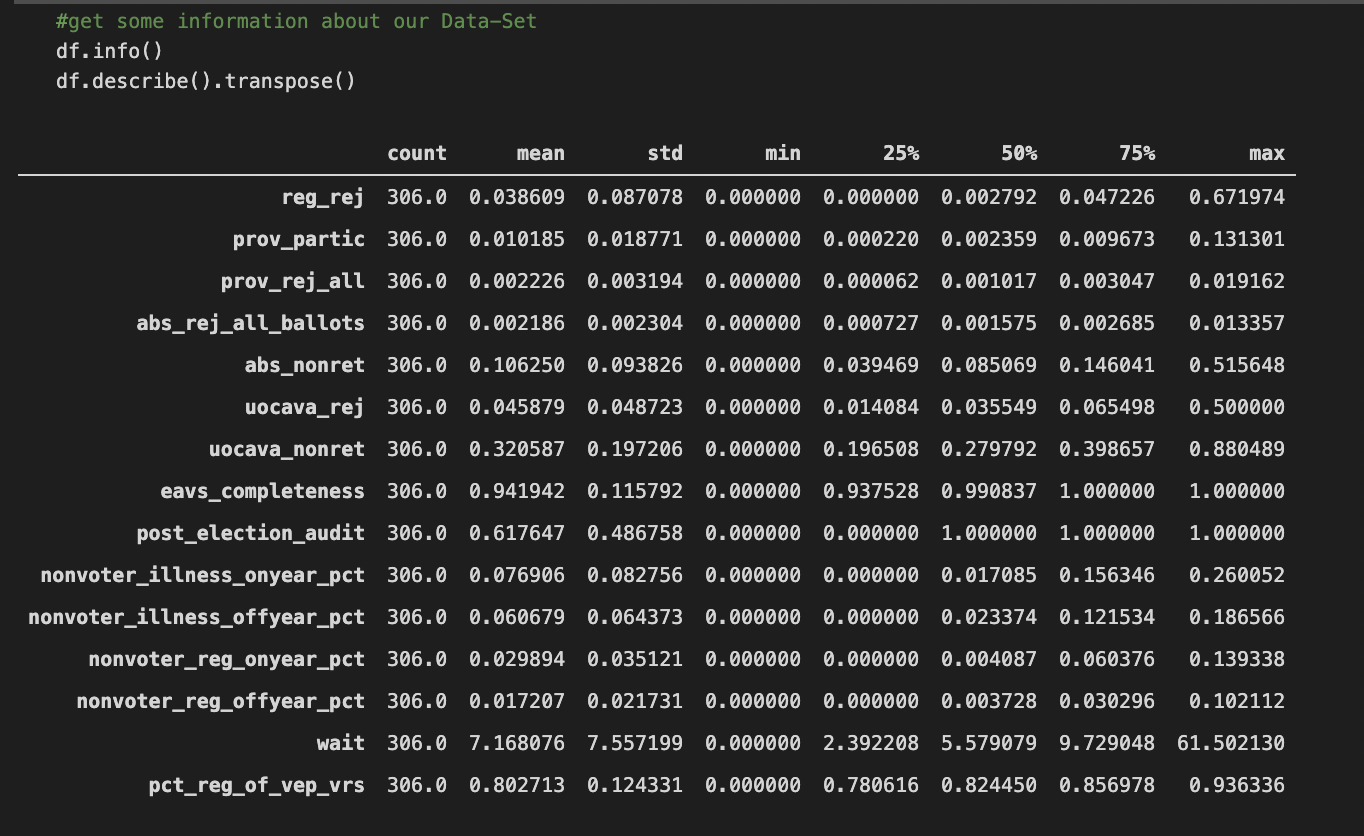 #get some information about our Data-Set
df.info()
df.describe().transpose()
count mean std min 25% 50% 75% max
reg_rej 306.0 0.038609 0.087078 0.000000 0.000000 0.002792 0.047226 0.671974
prov_partic 306.0 0.010185 0.018771 0.000000 0.000220 0.002359 0.009673 0.131301
prov_rej_all 306.0 0.002226 0.003194 0.000000 0.000062 0.001017 0.003047 0.019162
abs_rej_all_ballots 306.0 0.002186 0.002304 0.000000 0.000727 0.001575 0.002685 0.013357
abs_nonret 306.0 0.106250 0.093826 0.000000 0.039469 0.085069 0.146041 0.515648
uocava_rej 306.0 0.045879 0.048723 0.000000 0.014084 0.035549 0.065498 0.500000
uocava_nonret 306.0 0.320587 0.197206 0.000000 0.196508 0.279792 0.398657 0.880489
eavs_completeness 306.0 0.941942 0.115792 0.000000 0.937528 0.990837 1.000000 1.000000
post_election_audit 306.0 0.617647 0.486758 0.000000 0.000000 1.000000 1.000000 1.000000
nonvoter_illness_onyear_pct 306.0 0.076906 0.082756 0.000000 0.000000 0.017085 0.156346 0.260052
nonvoter_illness_offyear_pct 306.0 0.060679 0.064373 0.000000 0.000000 0.023374 0.121534 0.186566
nonvoter_reg_onyear_pct 306.0 0.029894 0.035121 0.000000 0.000000 0.004087 0.060376 0.139338
nonvoter_reg_offyear_pct 306.0 0.017207 0.021731 0.000000 0.000000 0.003728 0.030296 0.102112
wait 306.0 7.168076 7.557199 0.000000 2.392208 5.579079 9.729048 61.502130
pct_reg_of_vep_vrs 306.0 0.802713 0.124331 0.000000 0.780616 0.824450 0.856978 0.936336